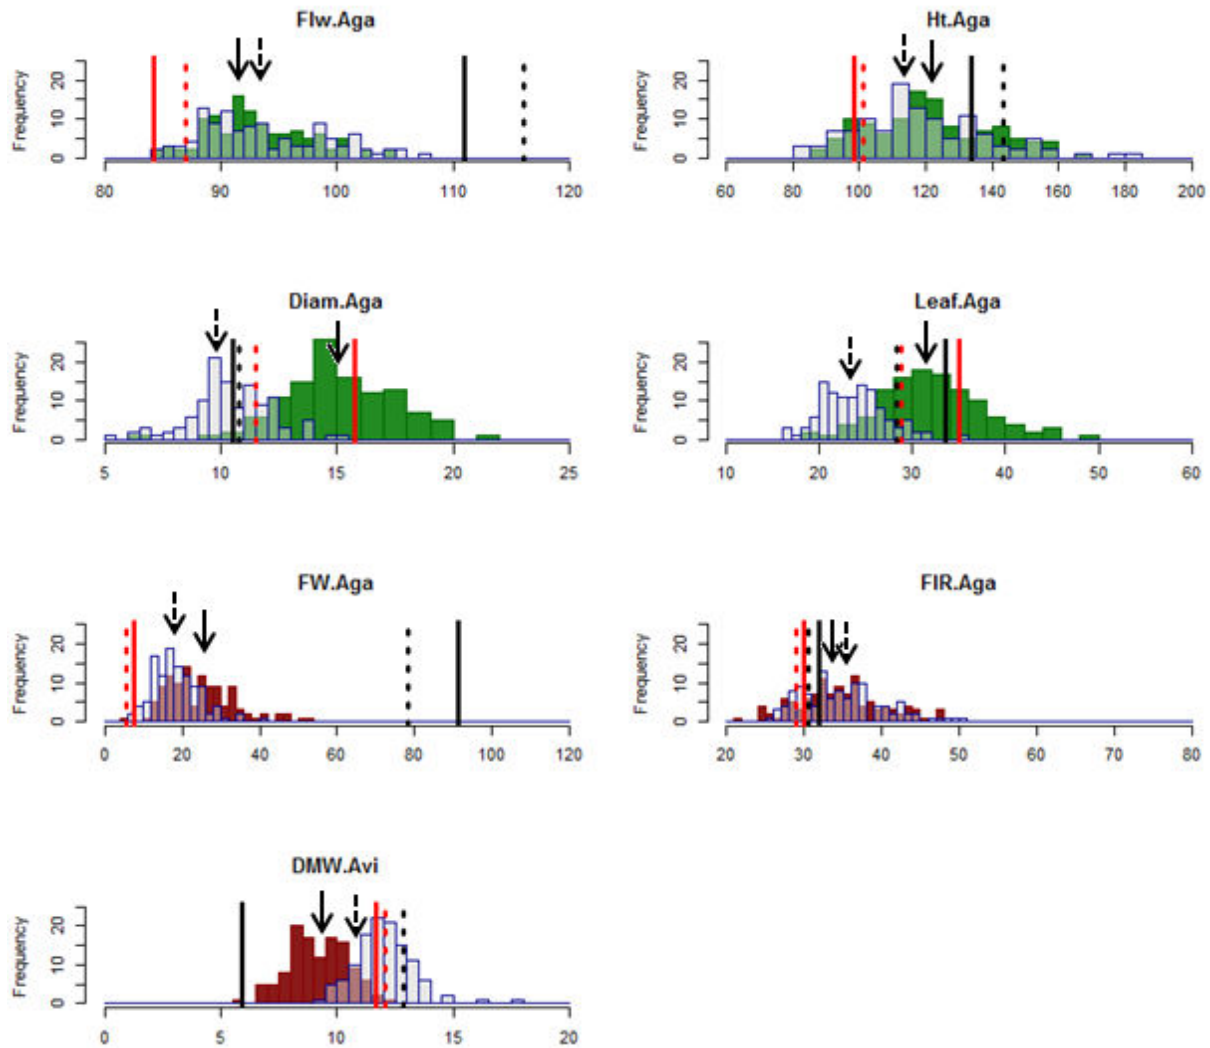 Flw.Aga
Frequency
0 10 20
80 90 100 110 120
Ht.Aga
Frequency
0 10 20
60 80 100 120 140 160 180 200
Diam.Aga
Frequency
0 10 20
5 10 15 20 25
Leaf.Aga
Frequency
0 10 20
10 20 30 40 50 60
FW.Aga
Frequency
0 10 20
0 20 40 60 80 100 120
FIR.Aga
Frequency
0 10 20
20 30 40 50 60 70 80
DMW.Avi
Frequency
0 10 20
0 5 10 15 20